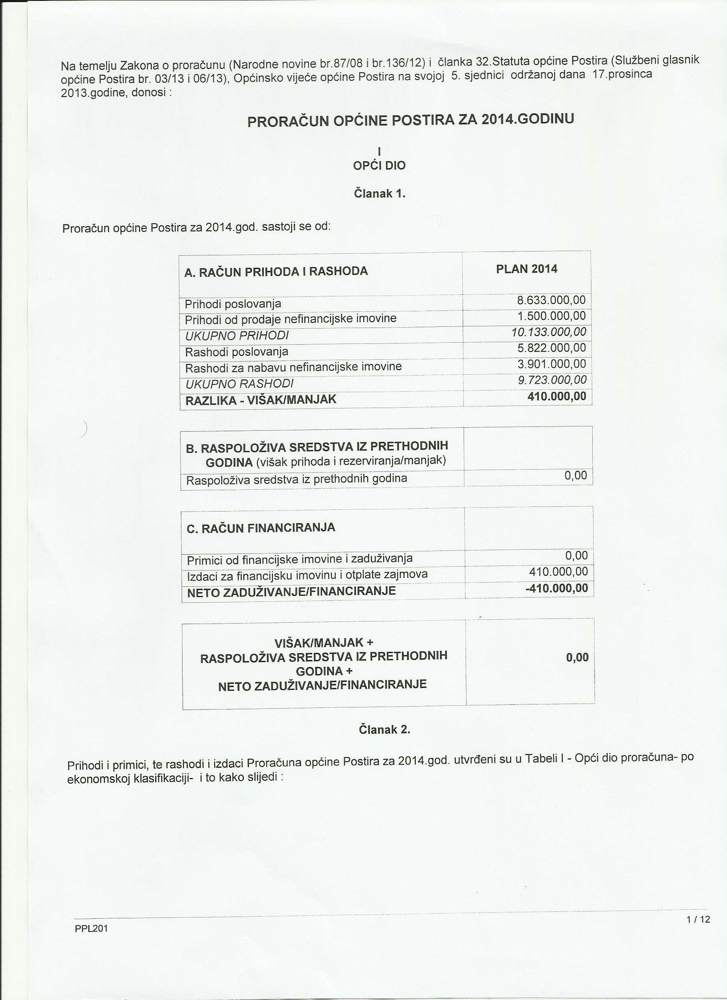 Na temelju Zakona o proračunu (Narodne novine br.87/08 i br.136/12) i članka 32.Statuta općine Postira (Službeni glasnik
općine Postira br. 03/13 i 06/13), Općinsko vijeće općine Postira na svojoj 5. sjednici održanoj dana 17.prosinca
2013.godine, donosi :
PRORAČUN OPĆINE POSTIRA ZA 2014.GODINU
I
OPĆI DIO
Članak 1.
Proračun općine Postira za 2014.god. sastoji se od:
A. RAČUN PRIHODA I RASHODA PLAN 2014
Prihodi poslovanja 8.633.000,00
Prihodi od prodaje nefinancijske imovine 1.500.000,00
UKUPNO PRIHODI 10.133.000,00
Rashodi poslovanja 5.822.000,00
Rashodi za nabavu nefinancijske imovine 3.901.000,00
UKUPNO RASHODI 9.723.000,00
RAZLIKA - VIŠAK/MANJAK 410.000,00
B. RASPOLOŽIVA SREDSTVA IZ PRETHODNIH
GODINA (višak prihoda i rezerviranja/manjak)
Raspoloživa sredstva iz prethodnih godina 0,00
C. RAČUN FINANCIRANJA
Primici od financijske imovine i zaduživanja 0,00
Izdaci za financijsku imovinu i otplate zajmova 410.000,00
NETO ZADUŽIVANJE/FINANCIRANJE -410.000,00
VIŠAK/MANJAK +
RASPOLOŽIVA SREDSTVA IZ PRETHODNIH
GODINA +
NETO ZADUŽIVANJE/FINANCIRANJE
0,00
Članak 2.
Prihodi i primici, te rashodi i izdaci Proračuna općine Postira za 2014.god. utvrđeni su u Tabeli I - Opći dio proračuna- po
ekonomskoj klasifikaciji- i to kako slijedi :
PPL201
1 / 12